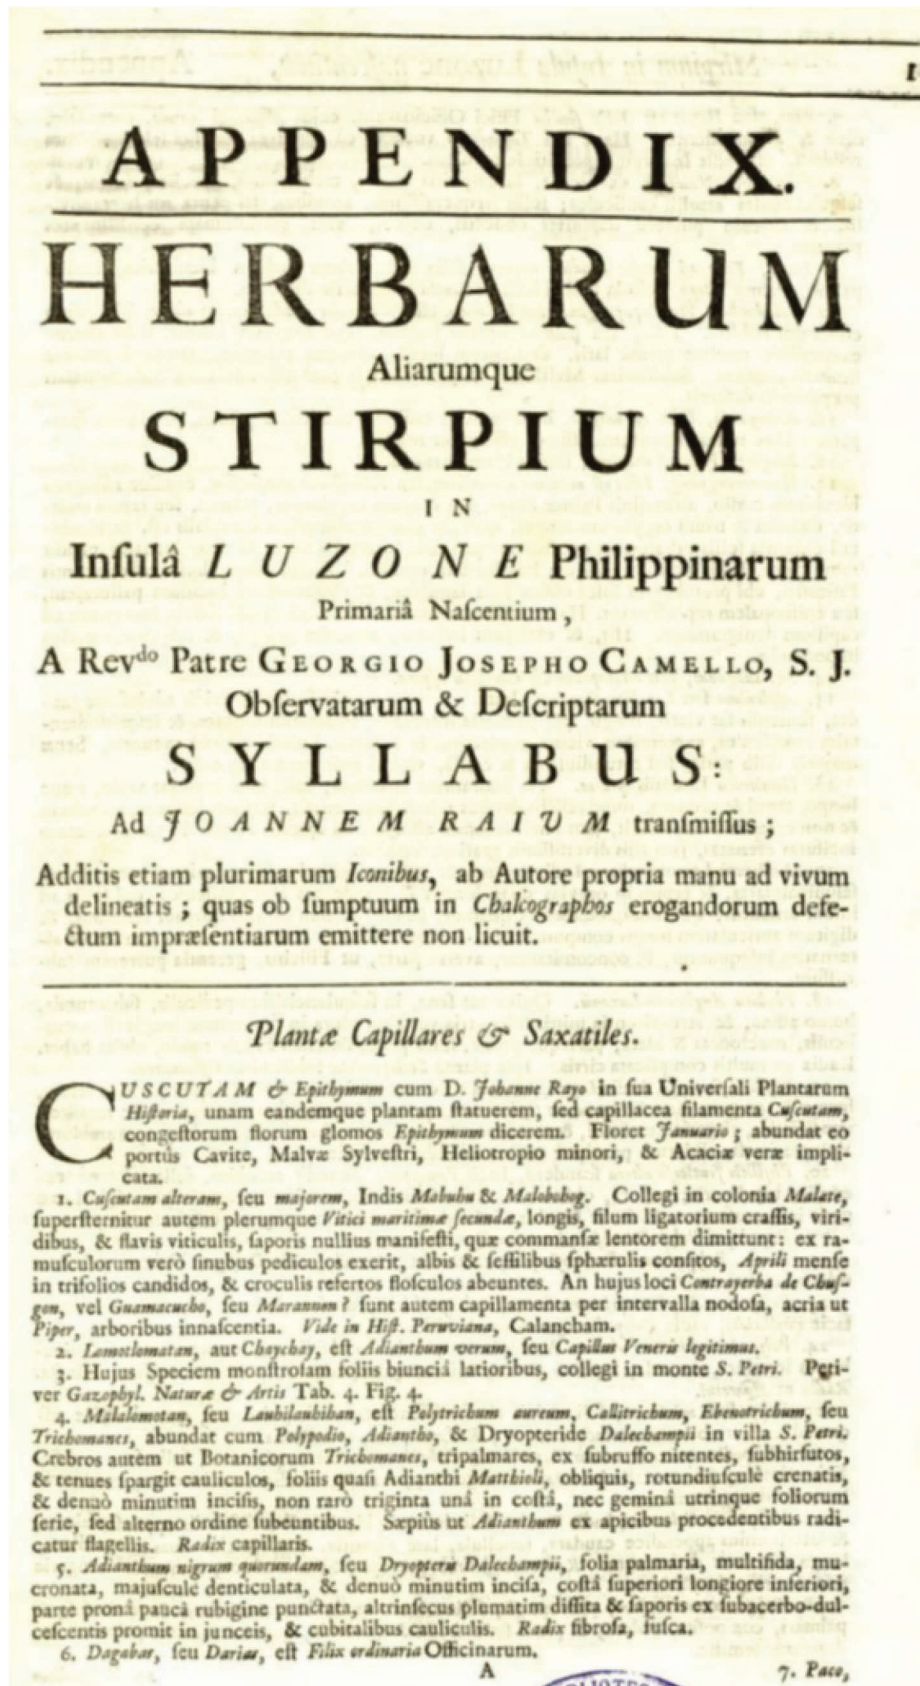 APPENDIX.
HERBARUM
Aliarumque
STIRPIUM
IN
Inſulâ LUZONE Philippinarum
Primariâ Naſcentium,
A Revdo Patre GEORGIO JOSEPHO CAMELLO, S. J.
Obſervatarum & Deſcriptarum
SYLLABUS:
Ad JOANNEM RAIUM tranſmiſſus;
Additis etiam plurimarum Iconibus, ab Autore propria manu ad vivum
delineatis; quas ob ſumptuum in Chalcographos erogandorum defe-
ctum impræſentiarum emittere non licuit.
Plantæ Capillares & Saxatiles.
CUSCUTAM & Epithymum cum D. Johanne Rayo in ſua Univerſali Plantarum
Hiſtoria, unam eandemque plantam ſtatuerem, ſed capillacea filamenta Cuſcutam,
congeſtorum florum glomos Epithymum dicerem. Floret Januario; abundat eo
portûs Cavite, Malvæ Sylveſtri, Heliotropio minori, & Acaciæ veræ impli-
cata.
1. Cuſcutam alteram, ſeu majorem, Indis Mabuhu & Malobohog. Collegi in colonia Malate,
ſuperſternitur autem plerumque Vitici maritimæ ſecundæ, longis, filum ligatorium craſſis, viri-
dibus, & flavis viticulis, ſaporis nullius manifeſti, quæ commanſæ lentorem dimittunt: ex ra-
muſculorum verò ſinubus pediculos exerit, albis & ſeſſilibus ſphærulis conſitos, Aprili menſe
in trifolios candidos, & croculis refertos floſculos abeuntes. An hujus loci Contrayerba de Chuſ-
gon, vel Guamacucho, ſeu Marannon? ſunt autem capillamenta per intervalla nodoſa, acria ut
Piper, arboribus innaſcentia. Vide in Hiſt. Peruviana, Calancham.
2. Lomotlomotan, aut Chaychay, eſt Adianthum verum, ſeu Capillus Veneris legitimus.
3. Hujus Speciem monſtroſam foliis biunciâ latioribus, collegi in monte S. Petri. Peti-
ver Gazophyl. Naturæ & Artis Tab. 4. Fig. 4.
4. Malalomotan, ſeu Laubilaubihan, eſt Polytrichum aureum, Callitrichum, Ebenotrichum, ſeu
Trichomanes, abundat cum Polypodio, Adiantho, & Dryopteride Dalechampii in villa S. Petri.
Crebros autem ut Botanicorum Trichomanes, tripalmares, ex ſubruffo nitentes, ſubhirſutos,
& tenues ſpargit cauliculos, foliis quaſi Adianthi Matthioli, obliquis, rotundiuſculè crenatis,
& denuò minutim inciſis, non rarò triginta unâ in coſtâ, nec geminâ utrinque foliorum
ſerie, ſed alterno ordine ſubeuntibus. Sæpiùs ut Adianthum ex apicibus procedentibus radi-
catur flagellis. Radix capillaris.
5. Adianthum nigrum quorundam, ſeu Dryopteris Dalechampii, folia palmaria, multifida, mu-
cronata, majuſculè denticulata, & denuò minutim inciſa, coſtâ ſuperiori longiore inferiori,
parte pronâ paucâ rubigine punctata, altrinſecus plumatim diſſita & ſaporis ex ſubacerbo-dul-
ceſcentis promit in junceis, & cubitalibus cauliculis. Radix fibroſa, fuſca.
6. Dagabas, ſeu Darias, eſt Filix ordinaria Officinarum.
A 7. Paco,